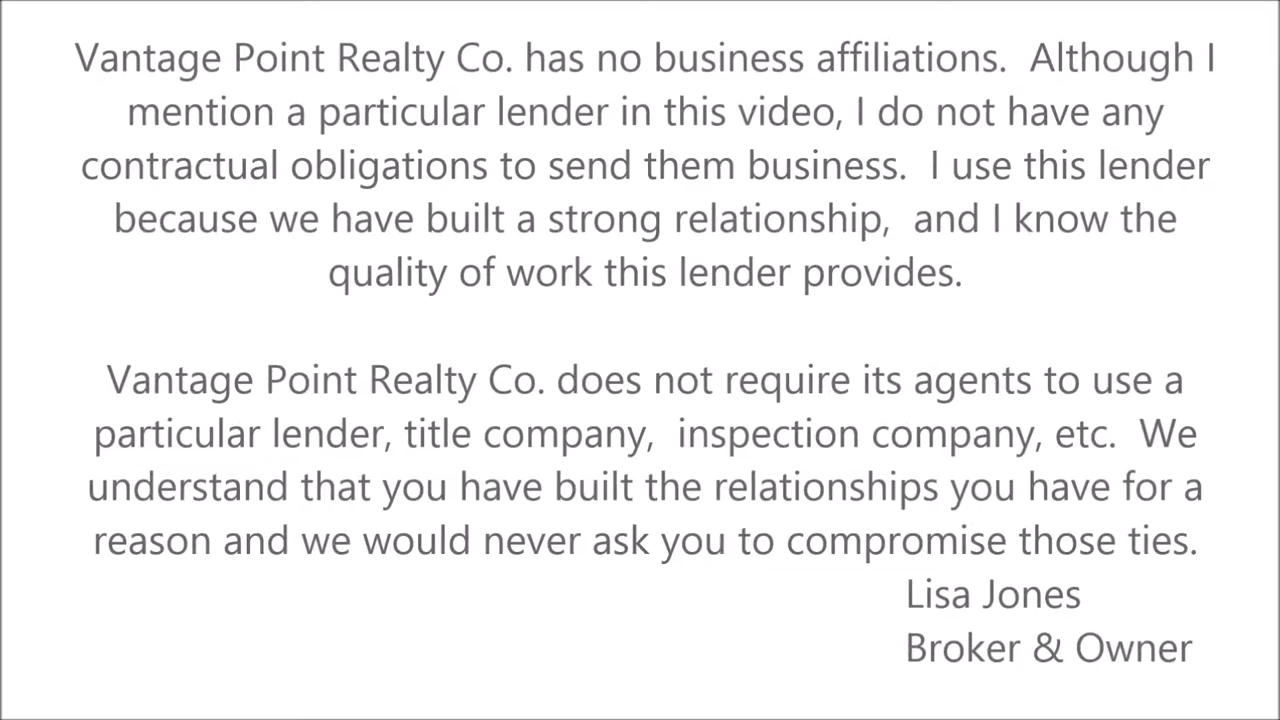 Vantage Point Realty Co. has no business affiliations.  Although I
mention a particular lender in this video, I do not have any
contractual obligations to send them business.  I use this lender
because we have built a strong relationship,  and I know the
quality of work this lender provides.
Vantage Point Realty Co. does not require its agents to use a
particular lender, title company,  inspection company, etc.  We
understand that you have built the relationships you have for a
reason and we would never ask you to compromise those ties.
Lisa Jones
Broker & Owner